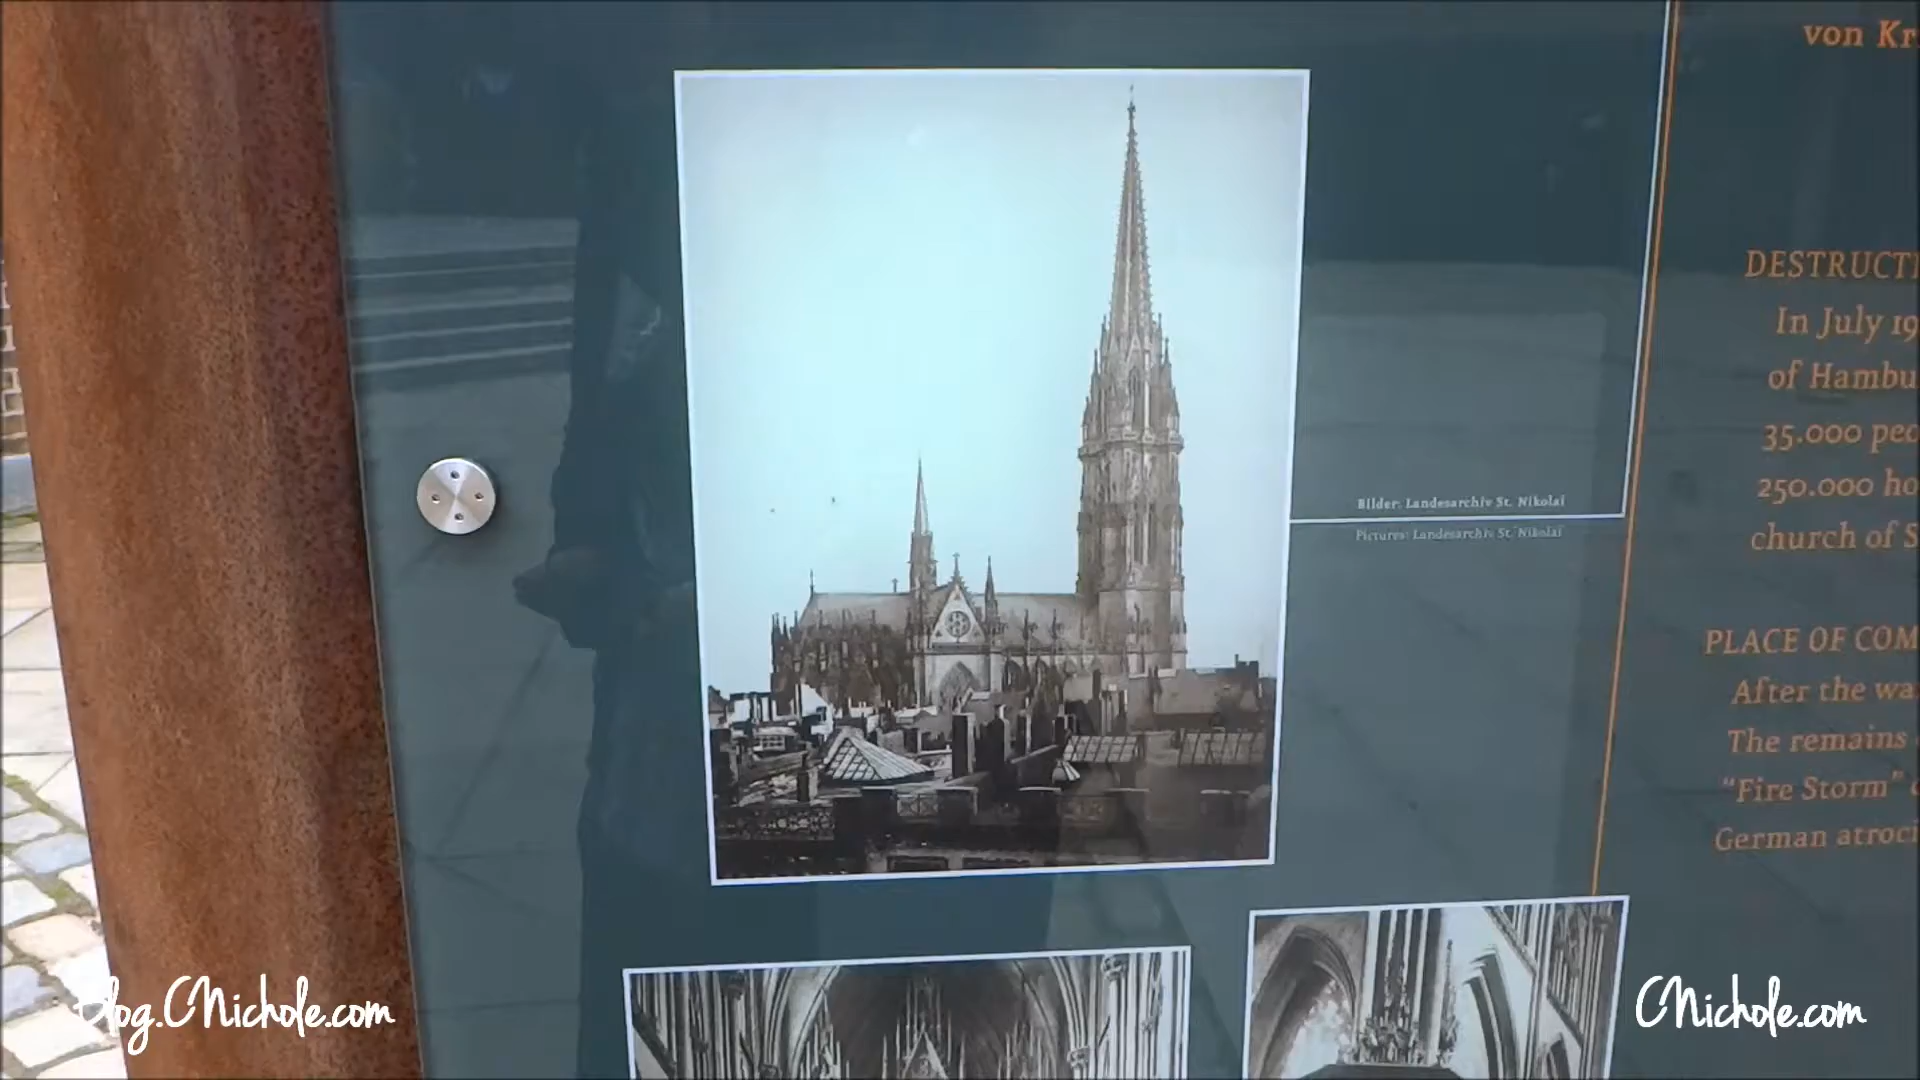 von Kr
DESTRUCTI
In July 19
of Hambu
35.000 peo
250.000 ho
church of S
Bilder: Landesarchiv St. Nikolai
Pictures: Landesarchiv St. Nikolai
PLACE OF COM
After the wa
The remains
"Fire Storm"
German atroci
Blog.CNichole.com
CNichole.com